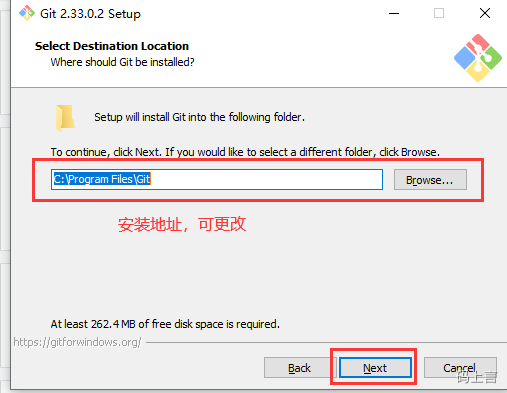 Git 2.33.0.2 Setup
Select Destination Location
Where should Git be installed?
Setup will install Git into the following folder.
To continue, click Next. If you would like to select a different folder, click Browse.
C:\Program Files\Git
Browse...
安装地址，可更改
At least 262.4 MB of free disk space is required.
https://gitforwindows.org/
Back
Next
Cancel
码上言